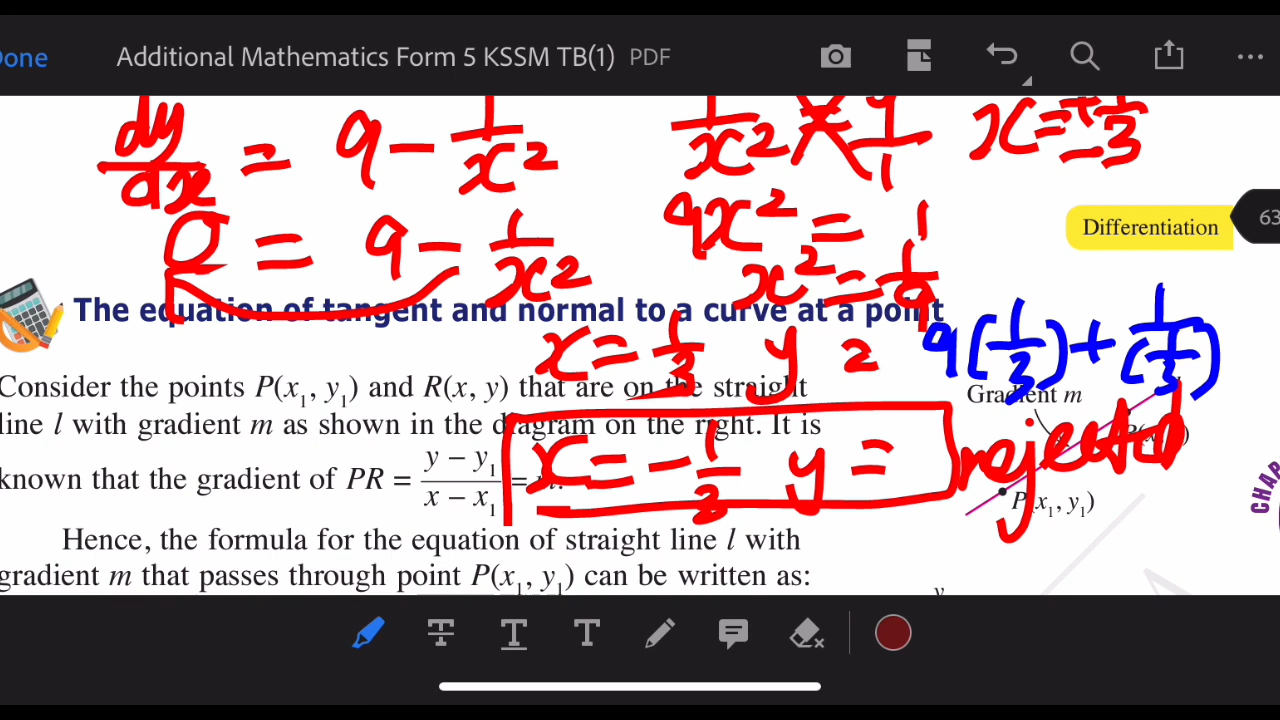 Done Additional Mathematics Form 5 KSSM TB(1) PDF
dy/dx = 9 - 1/x² 1/x² 9/1 x = ± 1/3
0 = 9 - 1/x² 9x² = 1
x² = 1/9
Differentiation 63
The equation of tangent and normal to a curve at a point
x = 1/3 y = 9(1/3) + 1/(1/3)
Consider the points P(x₁, y₁) and R(x, y) that are on the straight
Gradient m
line l with gradient m as shown in the diagram on the right. It is
x = -1/3 y = rejected
known that the gradient of PR = (y − y₁)/(x − x₁) = m.
P(x₁, y₁)
CHAP
Hence, the formula for the equation of straight line l with
gradient m that passes through point P(x₁, y₁) can be written as:
y
T T T